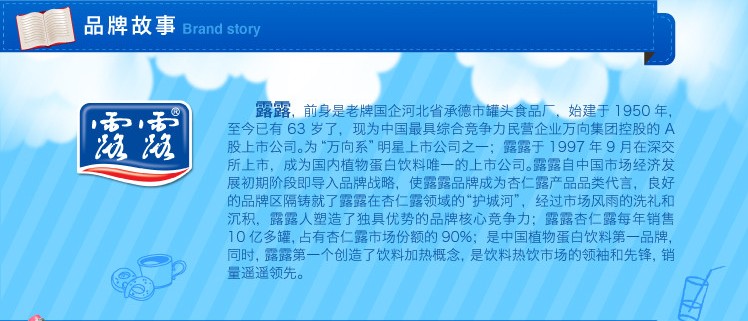 品牌故事 Brand story
露露®
露露，前身是老牌国企河北省承德市罐头食品厂，始建于 1950 年，
至今已有 63 岁了，现为中国最具综合竞争力民营企业万向集团控股的 A
股上市公司。为“万向系”明星上市公司之一；露露于 1997 年 9 月在深交
所上市，成为国内植物蛋白饮料唯一的上市公司。露露自中国市场经济发
展初期阶段即导入品牌战略，使露露品牌成为杏仁露产品品类代言，良好
的品牌区隔铸就了露露在杏仁露领域的“护城河”，经过市场风雨的洗礼和
沉积，露露人塑造了独具优势的品牌核心竞争力；露露杏仁露每年销售
10 亿多罐，占有杏仁露市场份额的 90%；是中国植物蛋白饮料第一品牌，
同时，露露第一个创造了饮料加热概念，是饮料热饮市场的领袖和先锋，销
量遥遥领先。